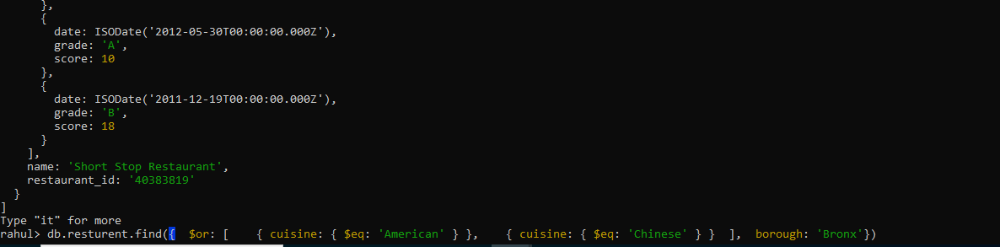 },
      {
        date: ISODate('2012-05-30T00:00:00.000Z'),
        grade: 'A',
        score: 10
      },
      {
        date: ISODate('2011-12-19T00:00:00.000Z'),
        grade: 'B',
        score: 18
      }
    ],
    name: 'Short Stop Restaurant',
    restaurant_id: '40383819'
  }
]
Type "it" for more
rahul> db.resturent.find({  $or: [    { cuisine: { $eq: 'American' } },    { cuisine: { $eq: 'Chinese' } }  ],  borough: 'Bronx'})